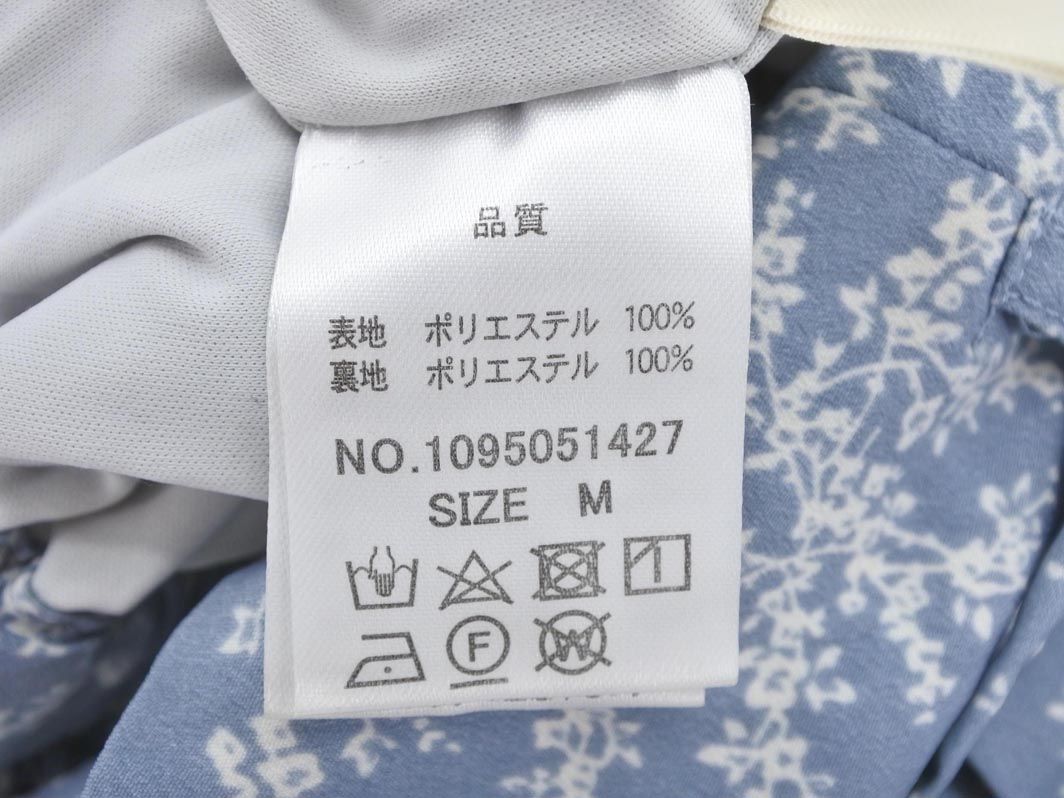 品質
表地 ポリエステル 100%
裏地 ポリエステル 100%
NO.1095051427
SIZE M
F W